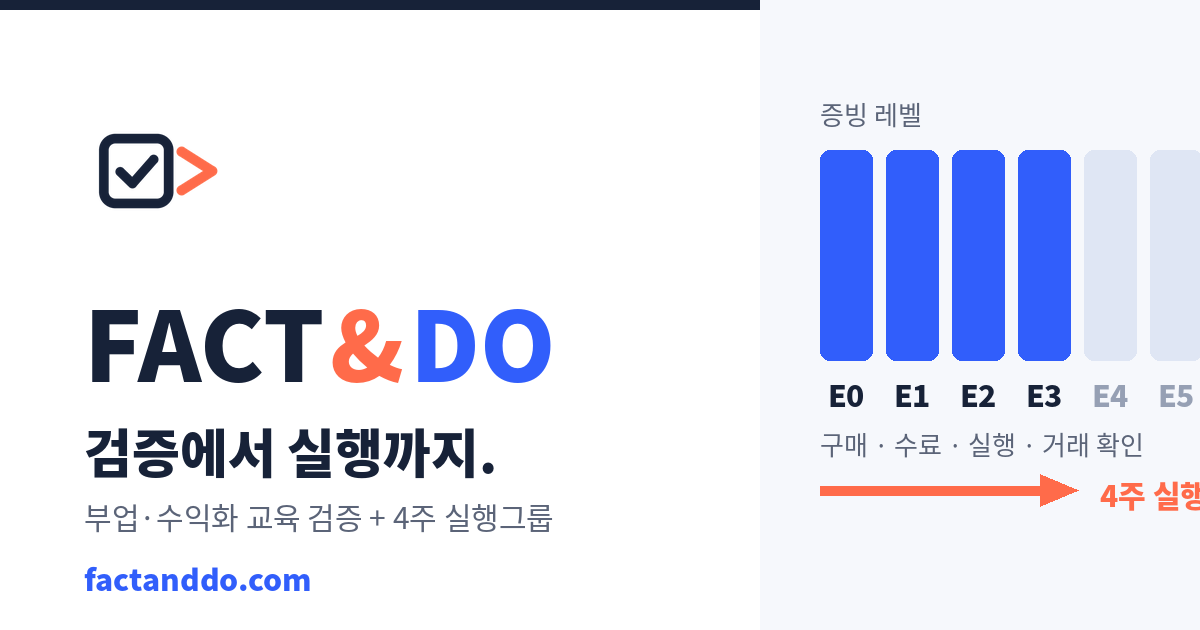 FACT&DO
검증에서 실행까지.
부업·수익화 교육 검증 + 4주 실행그룹
factanddo.com
증빙 레벨
E0 E1 E2 E3 E4 E5
구매 · 수료 · 실행 · 거래 확인
4주 실행